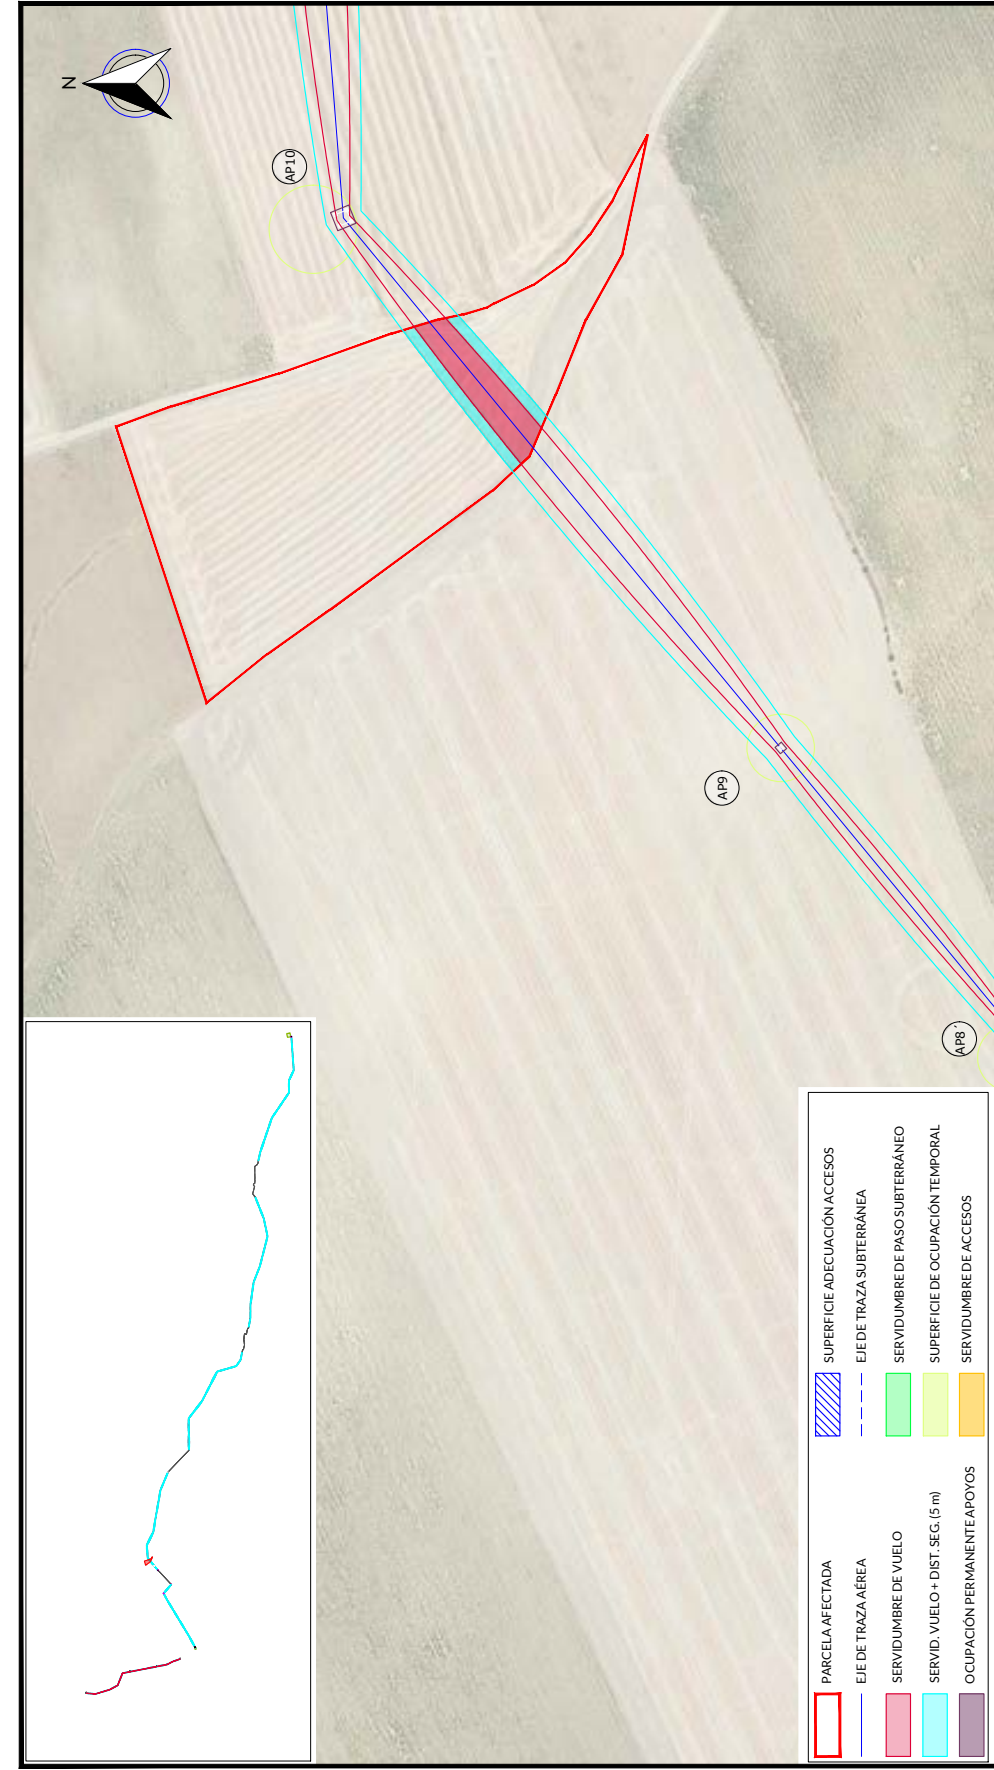 N
AP10
AP9
AP8´
PARCELA AFECTADA
EJE DE TRAZA AÉREA
SERVIDUMBRE DE VUELO
SERVID. VUELO + DIST. SEG. (5 m)
OCUPACIÓN PERMANENTE APOYOS
SUPERFICIE ADECUACIÓN ACCESOS
EJE DE TRAZA SUBTERRÁNEA
SERVIDUMBRE DE PASO SUBTERRÁNEO
SUPERFICIE DE OCUPACIÓN TEMPORAL
SERVIDUMBRE DE ACCESOS